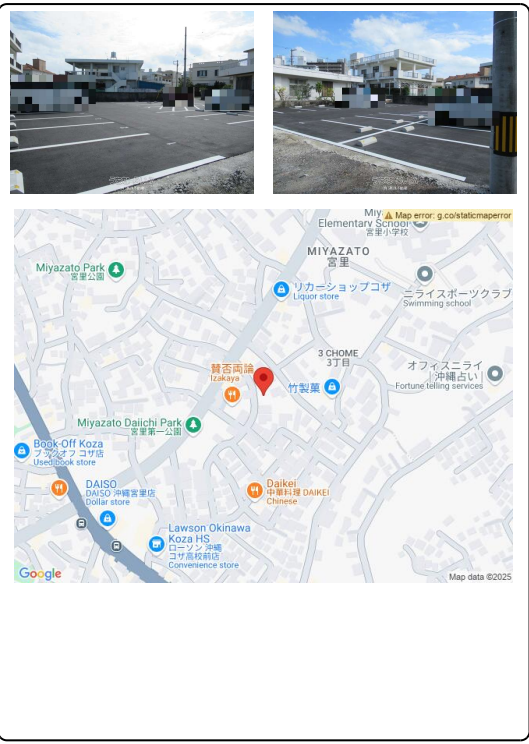 Miyazato
Elementary School
宮里小学校
Map error: g.co/staticmaperror
MIYAZATO
宮里
Miyazato Park
宮里公園
リカーショップコザ
Liquor store
ニライスポーツクラブ
Swimming school
3 CHOME
3丁目
賛否両論
Izakaya
竹製菓
オフィスニライ
| 沖縄占い |
Fortune telling services
Miyazato Daiichi Park
宮里第一公園
Book-Off Koza
ブックオフ コザ店
Used book store
DAISO
DAISO 沖縄宮里店
Dollar store
Daikei
中華料理 DAIKEI
Chinese
Lawson Okinawa
Koza HS
ローソン 沖縄
コザ高校前店
Convenience store
Google
Map data ©2025